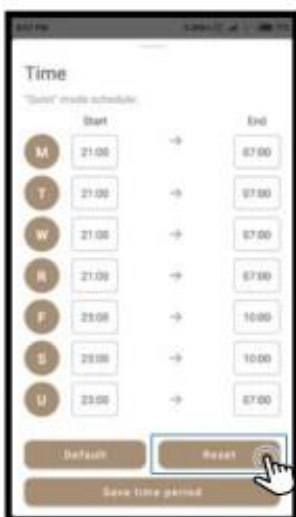 Time
"Quiet" mode schedule:
Start End
M 21:00 → 07:00
T 21:00 → 07:00
W 21:00 → 07:00
R 21:00 → 07:00
F 23:00 → 10:00
S 23:00 → 10:00
U 23:00 → 07:00
Default Reset
Save time period